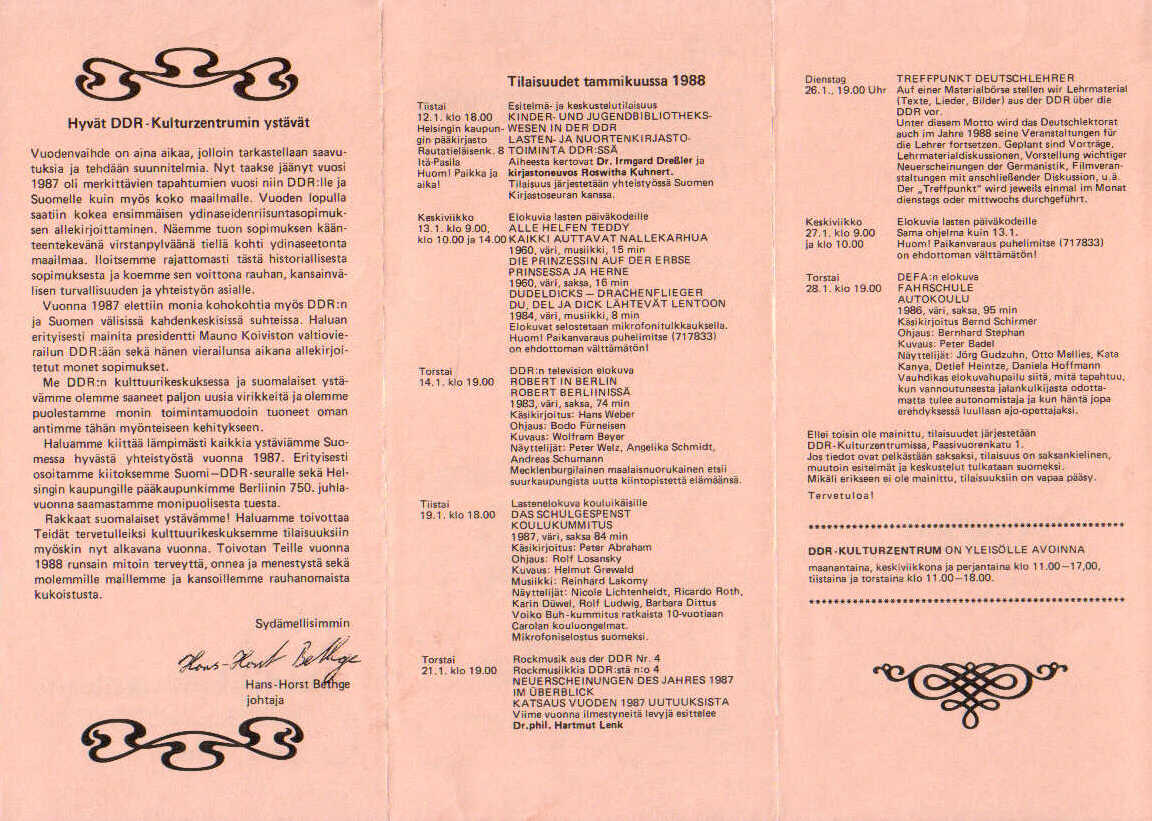 Hyvät DDR-Kulturzentrumin ystävät
Vuodenvaihde on aina aikaa, jolloin tarkastellaan saavu-
tuksia ja tehdään suunnitelmia. Nyt taakse jäänyt vuosi
1987 oli merkittävien tapahtumien vuosi niin DDR:lle ja
Suomelle kuin myös koko maailmalle. Vuoden lopulla
saatiin kokea ensimmäisen ydinaseidenriisuntasopimuk-
sen allekirjoittaminen. Näemme tuon sopimuksen kään-
teentekevänä virstanpylväänä tiellä kohti ydinaseetonta
maailmaa. Iloitsemme rajattomasti tästä historiallisesta
sopimuksesta ja koemme sen voittona rauhan, kansainvä-
lisen turvallisuuden ja yhteistyön asialle.
Vuonna 1987 elettiin monia kohokohtia myös DDR:n
ja Suomen välisissä kahdenkeskisissä suhteissa. Haluan
erityisesti mainita presidentti Mauno Koiviston valtiovie-
railun DDR:ään sekä hänen vierailunsa aikana allekirjoi-
tetut monet sopimukset.
Me DDR:n kulttuurikeskuksessa ja suomalaiset ystä-
vämme olemme saaneet paljon uusia virikkeitä ja olemme
puolestamme monin toimintamuodoin tuoneet oman
antimme tähän myönteiseen kehitykseen.
Haluamme kiittää lämpimästi kaikkia ystäviämme Suo-
messa hyvästä yhteistyöstä vuonna 1987. Erityisesti
osoitamme kiitoksemme Suomi—DDR-seuralle sekä Hel-
singin kaupungille pääkaupunkimme Berliinin 750. juhla-
vuonna saamastamme monipuolisesta tuesta.
Rakkaat suomalaiset ystävämme! Haluamme toivottaa
Teidät tervetulleiksi kulttuurikeskuksemme tilaisuuksiin
myöskin nyt alkavana vuonna. Toivotan Teille vuonna
1988 runsain mitoin terveyttä, onnea ja menestystä sekä
molemmille maillemme ja kansoillemme rauhanomaista
kukoistusta.
Sydämellisimmin
Hans-Horst Bethge
Hans-Horst Bethge
johtaja
Tilaisuudet tammikuussa 1988
Tiistai
12.1. klo 18.00
Helsingin kaupun-
gin pääkirjasto
Rautatieläisenk. 8
Itä-Pasila
Huom! Paikka ja
aika!
Esitelmä- ja keskustelutilaisuus
KINDER- UND JUGENDBIBLIOTHEKS-
WESEN IN DER DDR
LASTEN- JA NUORTENKIRJASTO-
TOIMINTA DDR:SSÄ
Aiheesta kertovat Dr. Irmgard Dreßler ja
kirjastoneuvos Roswitha Kuhnert.
Tilaisuus järjestetään yhteistyössä Suomen
Kirjastoseuran kanssa.
Keskiviikko
13.1. klo 9.00,
klo 10.00 ja 14.00
Elokuvia lasten päiväkodeille
ALLE HELFEN TEDDY
KAIKKI AUTTAVAT NALLEKARHUA
1960, väri, musiikki, 15 min
DIE PRINZESSIN AUF DER ERBSE
PRINSESSA JA HERNE
1960, väri, saksa, 16 min
DUDELDICKS — DRACHENFLIEGER
DU, DEL JA DICK LÄHTEVÄT LENTOON
1984, väri, musiikki, 8 min
Elokuvat selostetaan mikrofonitulkkauksella.
Huom! Paikanvaraus puhelimitse (717833)
on ehdottoman välttämätön!
Torstai
14.1. klo 19.00
DDR:n television elokuva
ROBERT IN BERLIN
ROBERT BERLIINISSÄ
1983, väri, saksa, 74 min
Käsikirjoitus: Hans Weber
Ohjaus: Bodo Fürneisen
Kuvaus: Wolfram Beyer
Näyttelijät: Peter Welz, Angelika Schmidt,
Andreas Schumann
Mecklenburgilainen maalaisnuorukainen etsii
suurkaupungista uutta kiintopistettä elämäänsä.
Tiistai
19.1. klo 18.00
Lastenelokuva kouluikäisille
DAS SCHULGESPENST
KOULUKUMMITUS
1987, väri, saksa 84 min
Käsikirjoitus: Peter Abraham
Ohjaus: Rolf Losansky
Kuvaus: Helmut Grewald
Musiikki: Reinhard Lakomy
Näyttelijät: Nicole Lichtenheldt, Ricardo Roth,
Karin Düwel, Rolf Ludwig, Barbara Dittus
Voiko Buh-kummitus ratkaista 10-vuotiaan
Carolan kouluongelmat.
Mikrofoniselostus suomeksi.
Torstai
21.1. klo 19.00
Rockmusik aus der DDR Nr. 4
Rockmusiikkia DDR:stä n:o 4
NEUERSCHEINUNGEN DES JAHRES 1987
IM ÜBERBLICK
KATSAUS VUODEN 1987 UUTUUKSISTA
Viime vuonna ilmestyneitä levyjä esittelee
Dr.phil. Hartmut Lenk
Dienstag
26.1., 19.00 Uhr
TREFFPUNKT DEUTSCHLEHRER
Auf einer Materialbörse stellen wir Lehrmaterial
(Texte, Lieder, Bilder) aus der DDR über die
DDR vor.
Unter diesem Motto wird das Deutschlektorat
auch im Jahre 1988 seine Veranstaltungen für
die Lehrer fortsetzen. Geplant sind Vorträge,
Lehrmaterialdiskussionen, Vorstellung wichtiger
Neuerscheinungen der Germanistik, Filmveran-
staltungen mit anschließender Diskussion, u.ä.
Der „Treffpunkt" wird jeweils einmal im Monat
dienstags oder mittwochs durchgeführt.
Keskiviikko
27.1. klo 9.00
ja klo 10.00
Elokuvia lasten päiväkodeille
Sama ohjelma kuin 13.1.
Huom! Paikanvaraus puhelimitse (717833)
on ehdottoman välttämätön!
Torstai
28.1. klo 19.00
DEFA:n elokuva
FAHRSCHULE
AUTOKOULU
1986, väri, saksa, 95 min
Käsikirjoitus Bernd Schirmer
Ohjaus: Bernhard Stephan
Kuvaus: Peter Badel
Näyttelijät: Jörg Gudzuhn, Otto Mellies, Kata
Kanya, Detlef Heintze, Daniela Hoffmann
Vauhdikas elokuvahupailu siitä, mitä tapahtuu,
kun vannoutuneesta jalankulkijasta odotta-
matta tulee autonomistaja ja kun häntä jopa
erehdyksessä luullaan ajo-opettajaksi.
Ellei toisin ole mainittu, tilaisuudet järjestetään
DDR-Kulturzentrumissa, Paasivuorenkatu 1.
Jos tiedot ovat pelkästään saksaksi, tilaisuus on saksankielinen,
muutoin esitelmät ja keskustelut tulkataan suomeksi.
Mikäli erikseen ei ole mainittu, tilaisuuksiin on vapaa pääsy.
Tervetuloa!
DDR-KULTURZENTRUM ON YLEISÖLLE AVOINNA
maanantaina, keskiviikkona ja perjantaina klo 11.00—17.00,
tiistaina ja torstaina klo 11.00—18.00.